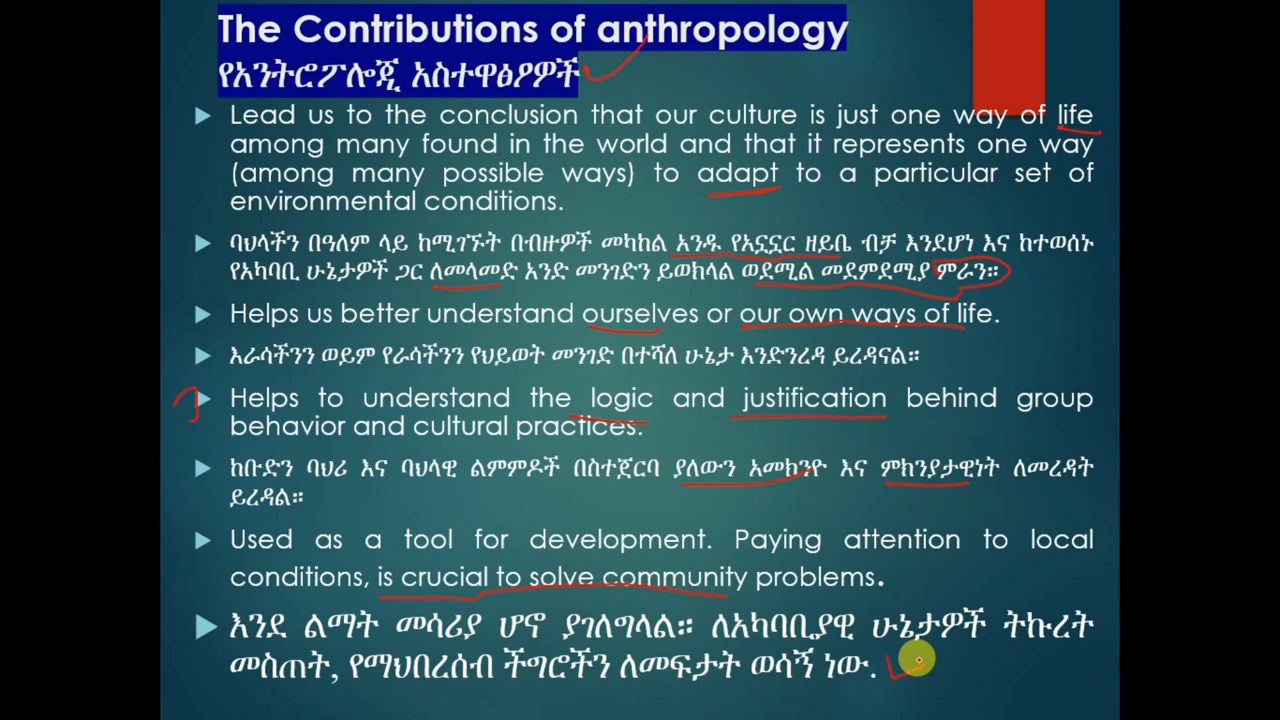 The Contributions of anthropology
የአንትሮፖሎጂ አስተዋፅዖዎች
Lead us to the conclusion that our culture is just one way of life
among many found in the world and that it represents one way
(among many possible ways) to adapt to a particular set of
environmental conditions.
ባህላችን በዓለም ላይ ከሚገኙት በብዙዎች መካከል አንዱ የአኗኗር ዘይቤ ብቻ እንደሆነ እና ከተወሰኑ
የአካባቢ ሁኔታዎች ጋር ለመላመድ አንድ መንገድን ይወክላል ወደሚል መደምደሚያ ምራን።
Helps us better understand ourselves or our own ways of life.
እራሳችንን ወይም የራሳችንን የህይወት መንገድ በተሻለ ሁኔታ እንድንረዳ ይረዳናል።
Helps to understand the logic and justification behind group
behavior and cultural practices.
ከቡድን ባህሪ እና ባህላዊ ልምምዶች በስተጀርባ ያለውን አመክንዮ እና ምክንያታዊነት ለመረዳት
ይረዳል።
Used as a tool for development. Paying attention to local
conditions, is crucial to solve community problems.
እንደ ልማት መሳሪያ ሆኖ ያገለግላል። ለአካባቢያዊ ሁኔታዎች ትኩረት
መስጠት, የማህበረሰብ ችግሮችን ለመፍታት ወሳኝ ነው.